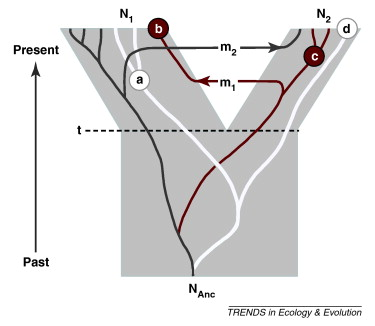 N1
b
N2
d
Present
m2
a
c
m1
t
Past
NAnc
TRENDS in Ecology & Evolution